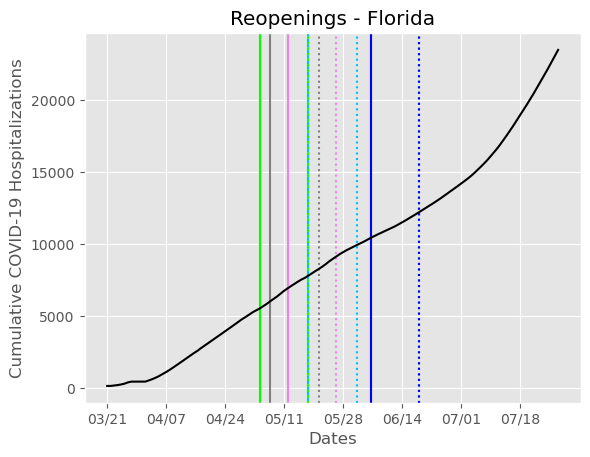 Reopenings - Florida
Cumulative COVID-19 Hospitalizations
20000
15000
10000
5000
0
03/21 04/07 04/24 05/11 05/28 06/14 07/01 07/18
Dates